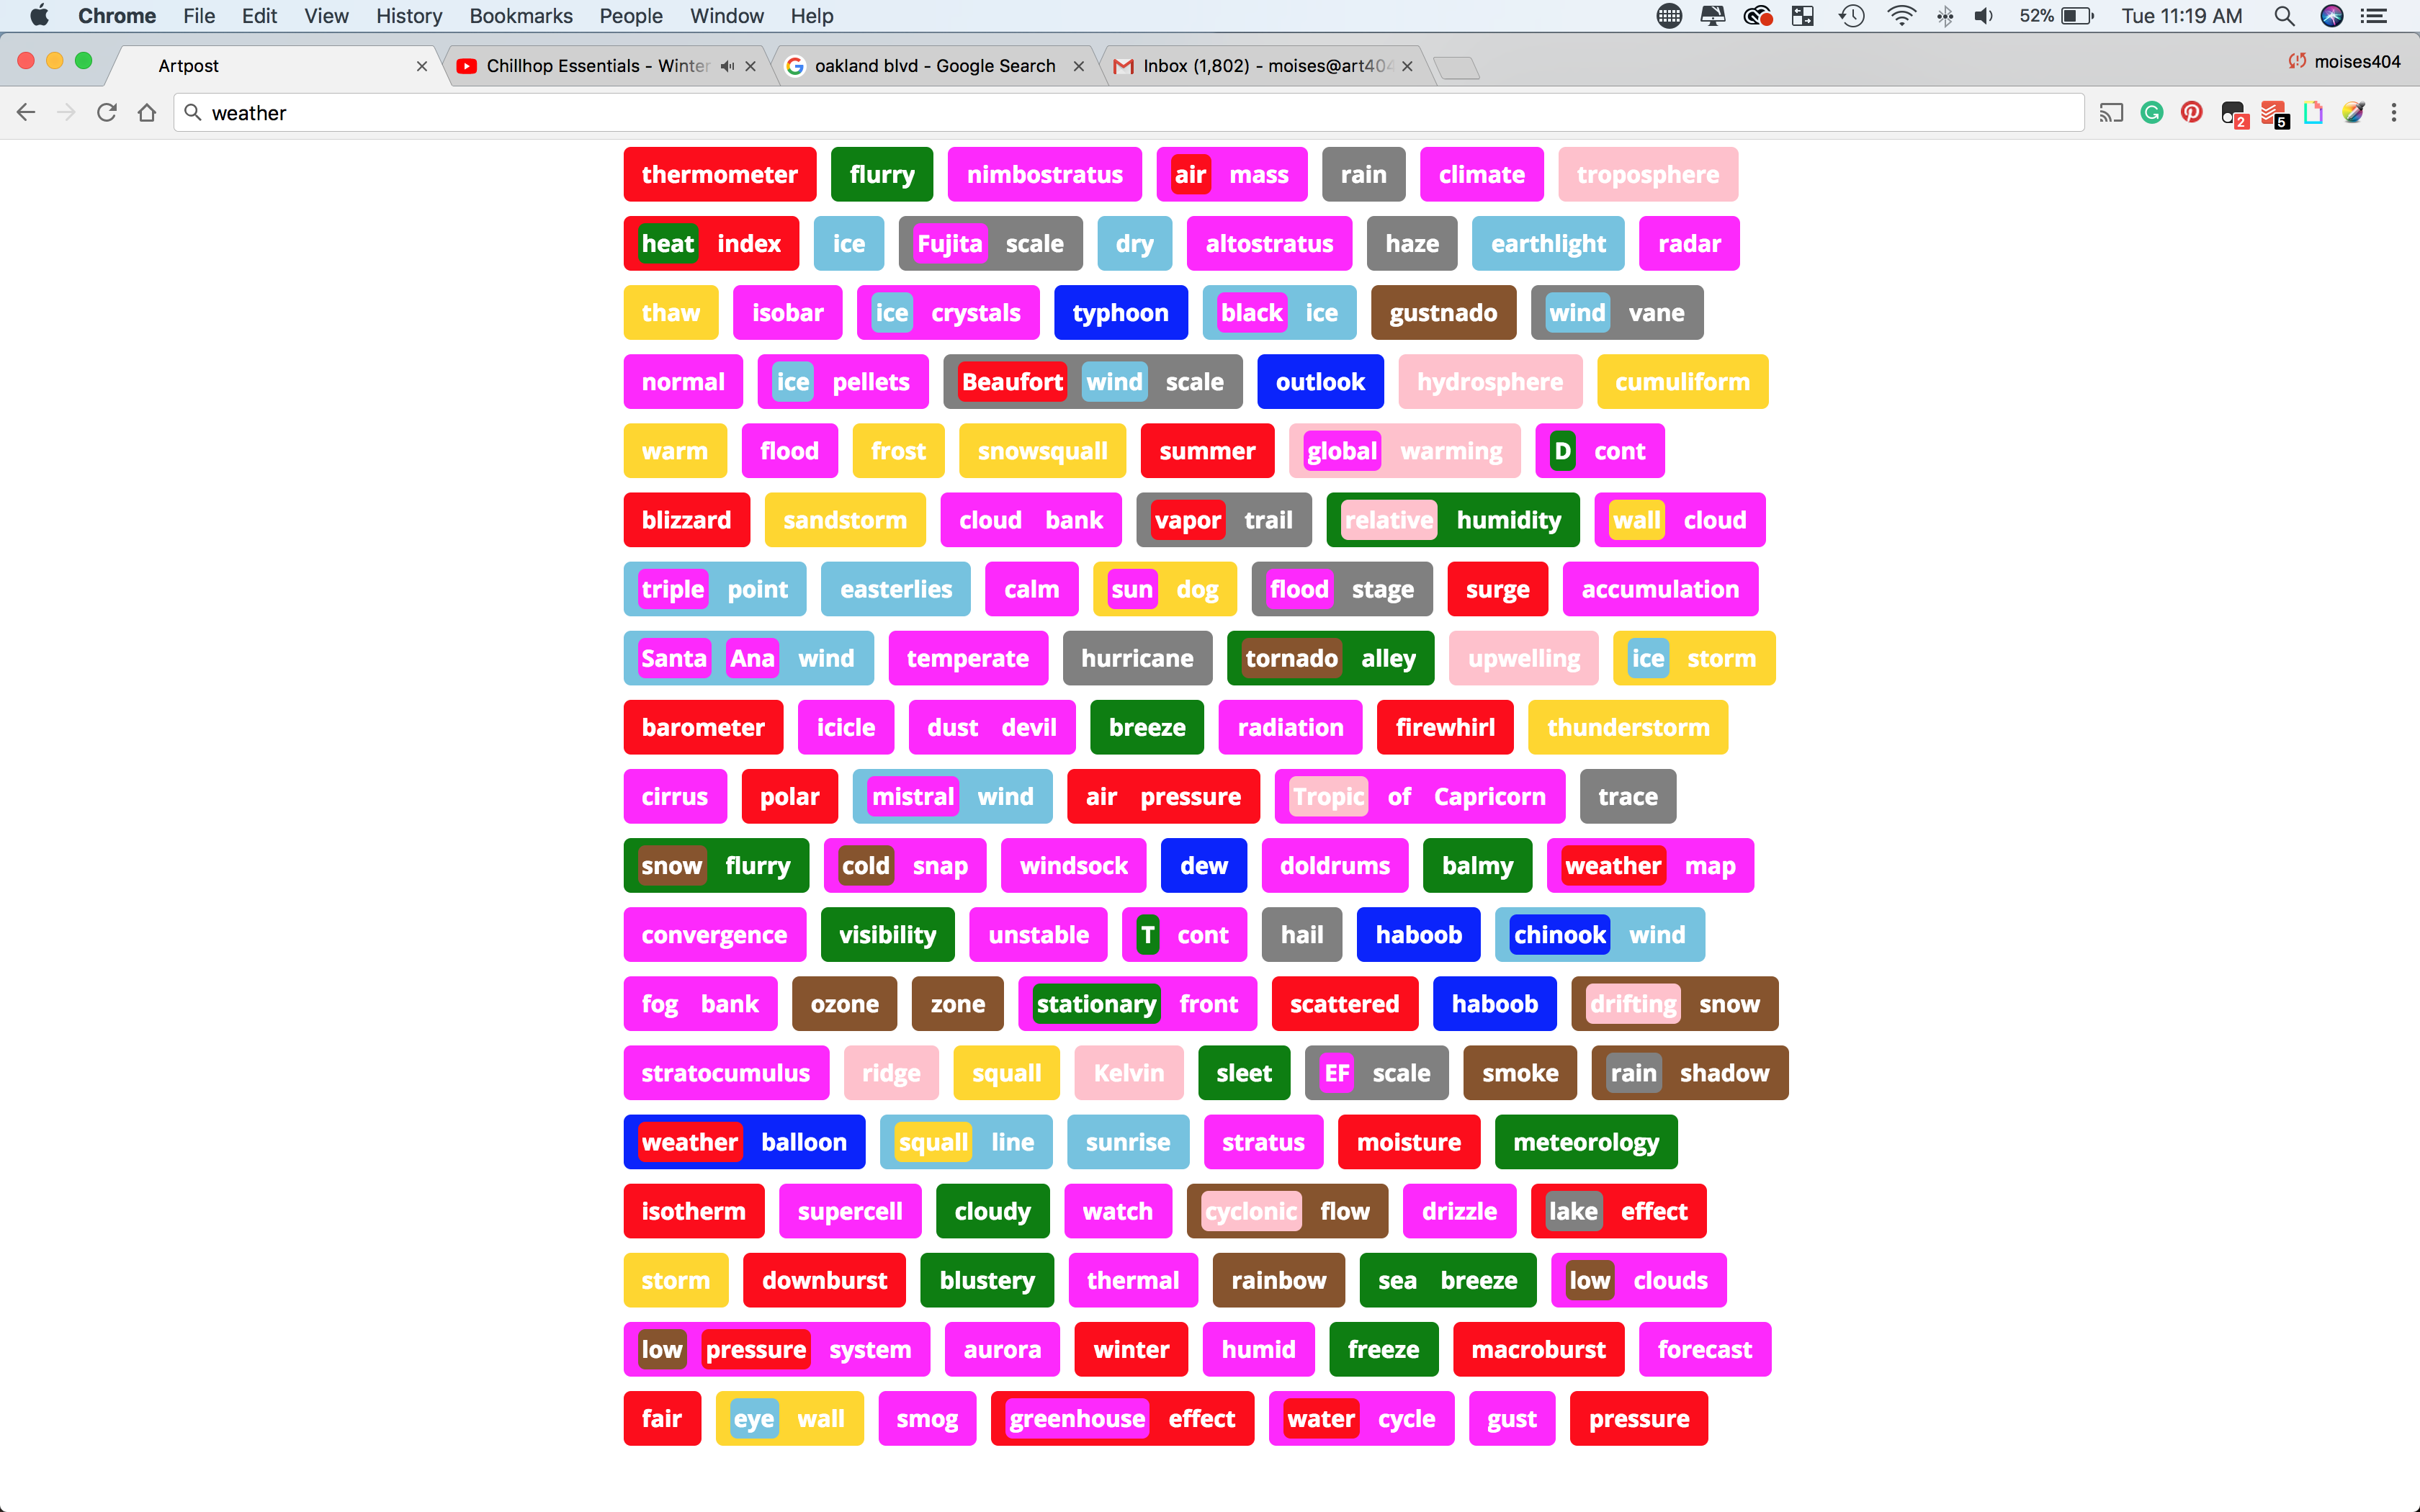 Chrome File Edit View History Bookmarks People Window Help 52% Tue 11:19 AM
Artpost Chillhop Essentials - Winter oakland blvd - Google Search Inbox (1,802) - moises@art404 moises404
weather 2 5
thermometer flurry nimbostratus air mass rain climate troposphere
heat index ice Fujita scale dry altostratus haze earthlight radar
thaw isobar ice crystals typhoon black ice gustnado wind vane
normal ice pellets Beaufort wind scale outlook hydrosphere cumuliform
warm flood frost snowsquall summer global warming D cont
blizzard sandstorm cloud bank vapor trail relative humidity wall cloud
triple point easterlies calm sun dog flood stage surge accumulation
Santa Ana wind temperate hurricane tornado alley upwelling ice storm
barometer icicle dust devil breeze radiation firewhirl thunderstorm
cirrus polar mistral wind air pressure Tropic of Capricorn trace
snow flurry cold snap windsock dew doldrums balmy weather map
convergence visibility unstable T cont hail haboob chinook wind
fog bank ozone zone stationary front scattered haboob drifting snow
stratocumulus ridge squall Kelvin sleet EF scale smoke rain shadow
weather balloon squall line sunrise stratus moisture meteorology
isotherm supercell cloudy watch cyclonic flow drizzle lake effect
storm downburst blustery thermal rainbow sea breeze low clouds
low pressure system aurora winter humid freeze macroburst forecast
fair eye wall smog greenhouse effect water cycle gust pressure